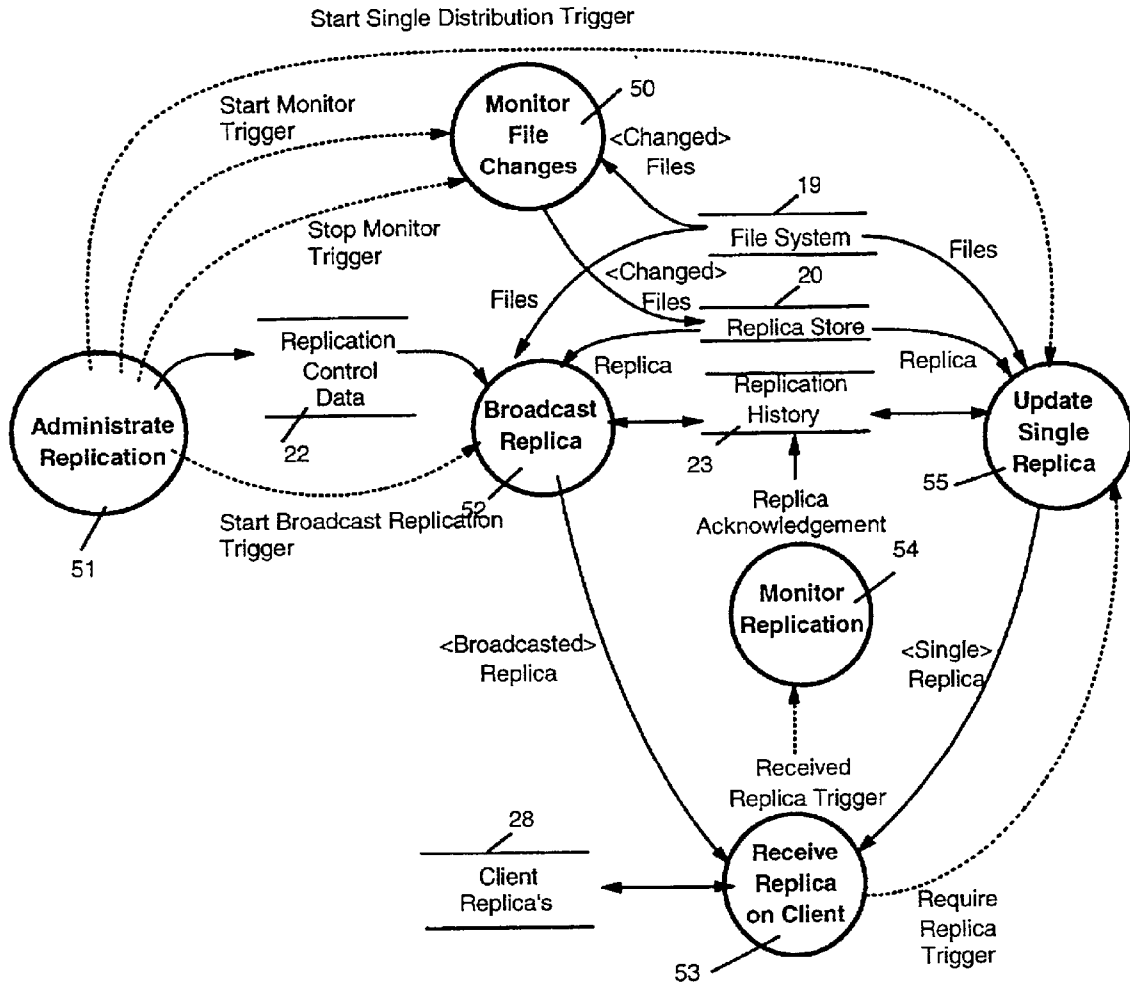 Start Single Distribution Trigger
Start Monitor
Trigger
Monitor
File
Changes
50
<Changed>
Files
19
File System
Files
Stop Monitor
Trigger
<Changed>
Files
20
Files
Replica Store
Replication
Control
Data
22
Replica
Replica
Replication
History
23
Administrate
Replication
51
Broadcast
Replica
52
Update
Single
Replica
55
Start Broadcast Replication
Trigger
Replica
Acknowledgement
54
Monitor
Replication
<Broadcasted>
Replica
<Single>
Replica
Received
Replica Trigger
28
Client
Replica's
Receive
Replica
on Client
53
Require
Replica
Trigger